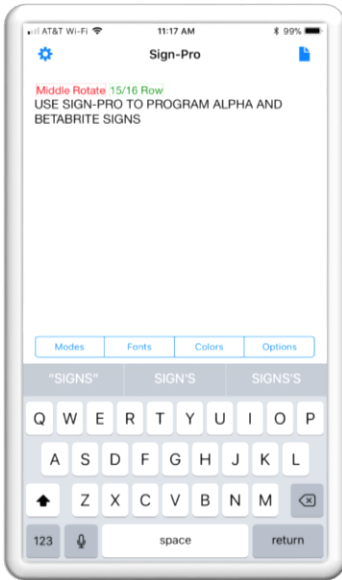 AT&T Wi-Fi 11:17 AM 99%
Sign-Pro
Middle Rotate 15/16 Row
USE SIGN-PRO TO PROGRAM ALPHA AND
BETABRITE SIGNS
Modes Fonts Colors Options
“SIGNS” SIGN'S SIGNS'S
Q W E R T Y U I O P
A S D F G H J K L
Z X C V B N M
123 space return